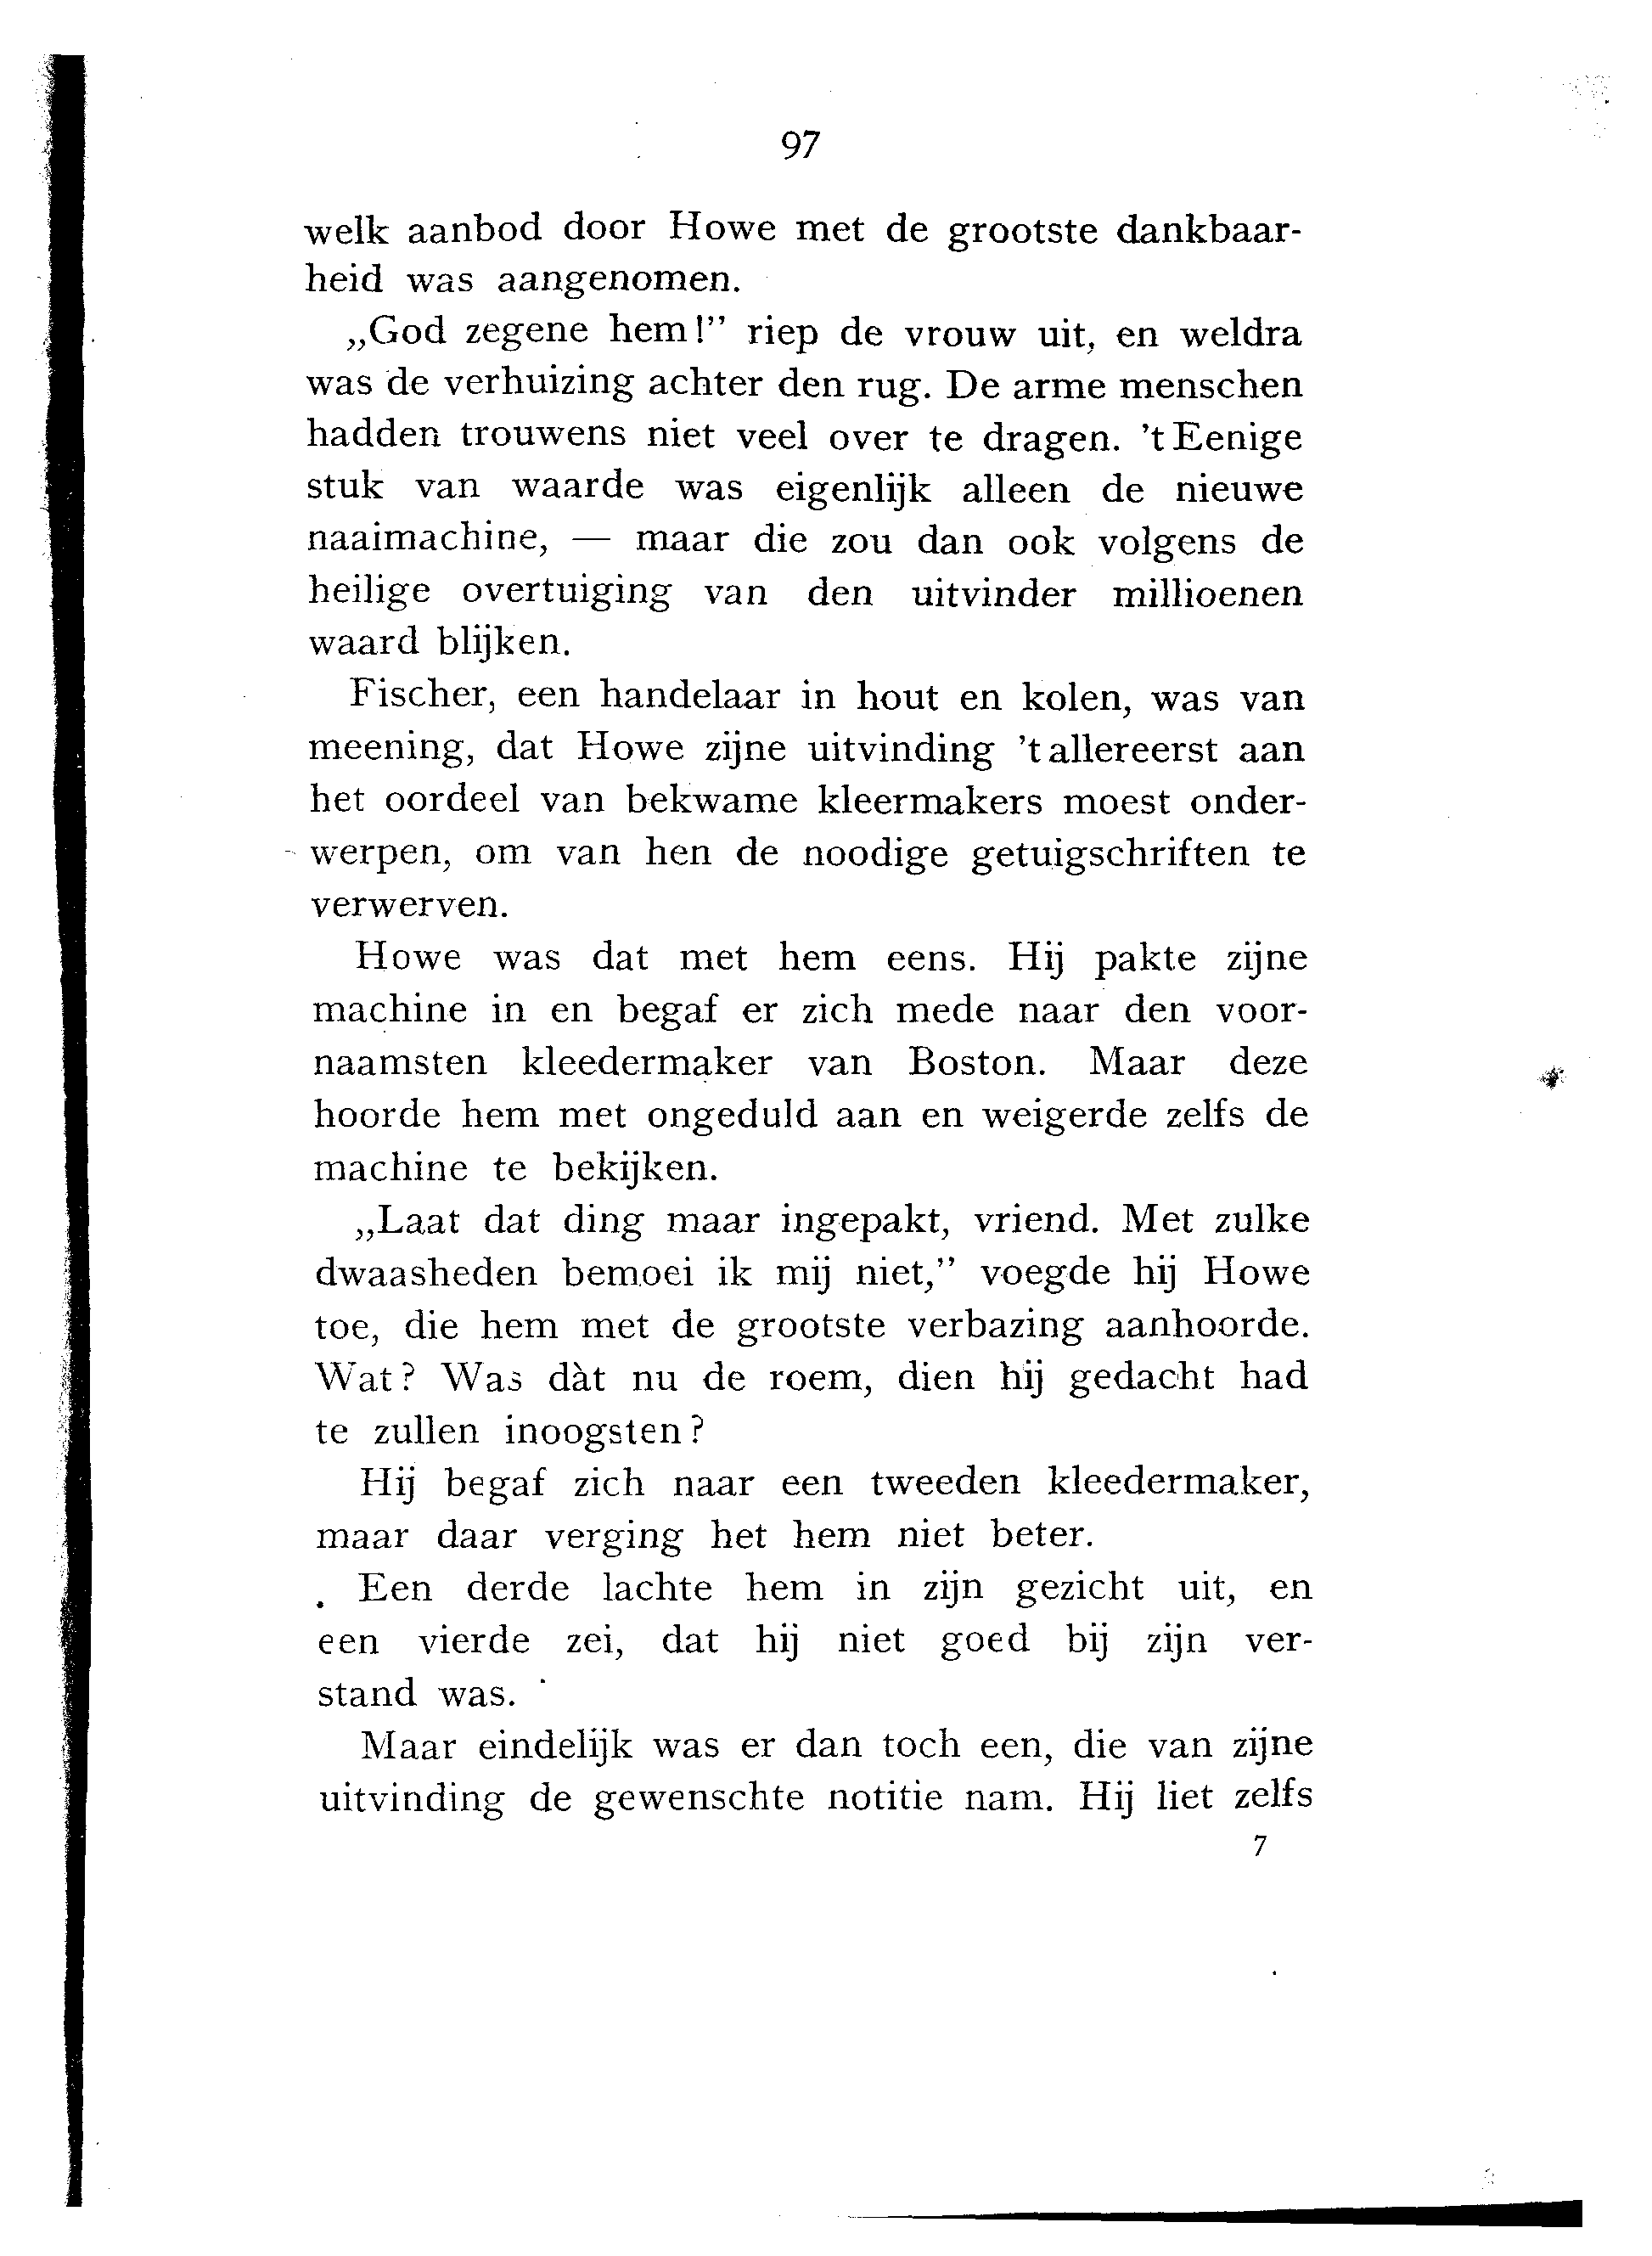 97
welk aanbod door Howe met de grootste dankbaar-
heid was aangenomen.
„God zegene hem!” riep de vrouw uit, en weldra
was de verhuizing achter den rug. De arme menschen
hadden trouwens niet veel over te dragen. ’t Eenige
stuk van waarde was eigenlijk alleen de nieuwe
naaimachine, — maar die zou dan ook volgens de
heilige overtuiging van den uitvinder millioenen
waard blijken.
Fischer, een handelaar in hout en kolen, was van
meening, dat Howe zijne uitvinding ’t allereerst aan
het oordeel van bekwame kleermakers moest onder-
werpen, om van hen de noodige getuigschriften te
verwerven.
Howe was dat met hem eens. Hij pakte zijne
machine in en begaf er zich mede naar den voor-
naamsten kleedermaker van Boston. Maar deze
hoorde hem met ongeduld aan en weigerde zelfs de
machine te bekijken.
„Laat dat ding maar ingepakt, vriend. Met zulke
dwaasheden bemoei ik mij niet,” voegde hij Howe
toe, die hem met de grootste verbazing aanhoorde.
Wat? Was dàt nu de roem, dien hij gedacht had
te zullen inoogsten?
Hij begaf zich naar een tweeden kleedermaker,
maar daar verging het hem niet beter.
Een derde lachte hem in zijn gezicht uit, en
een vierde zei, dat hij niet goed bij zijn ver-
stand was.
Maar eindelijk was er dan toch een, die van zijne
uitvinding de gewenschte notitie nam. Hij liet zelfs
7